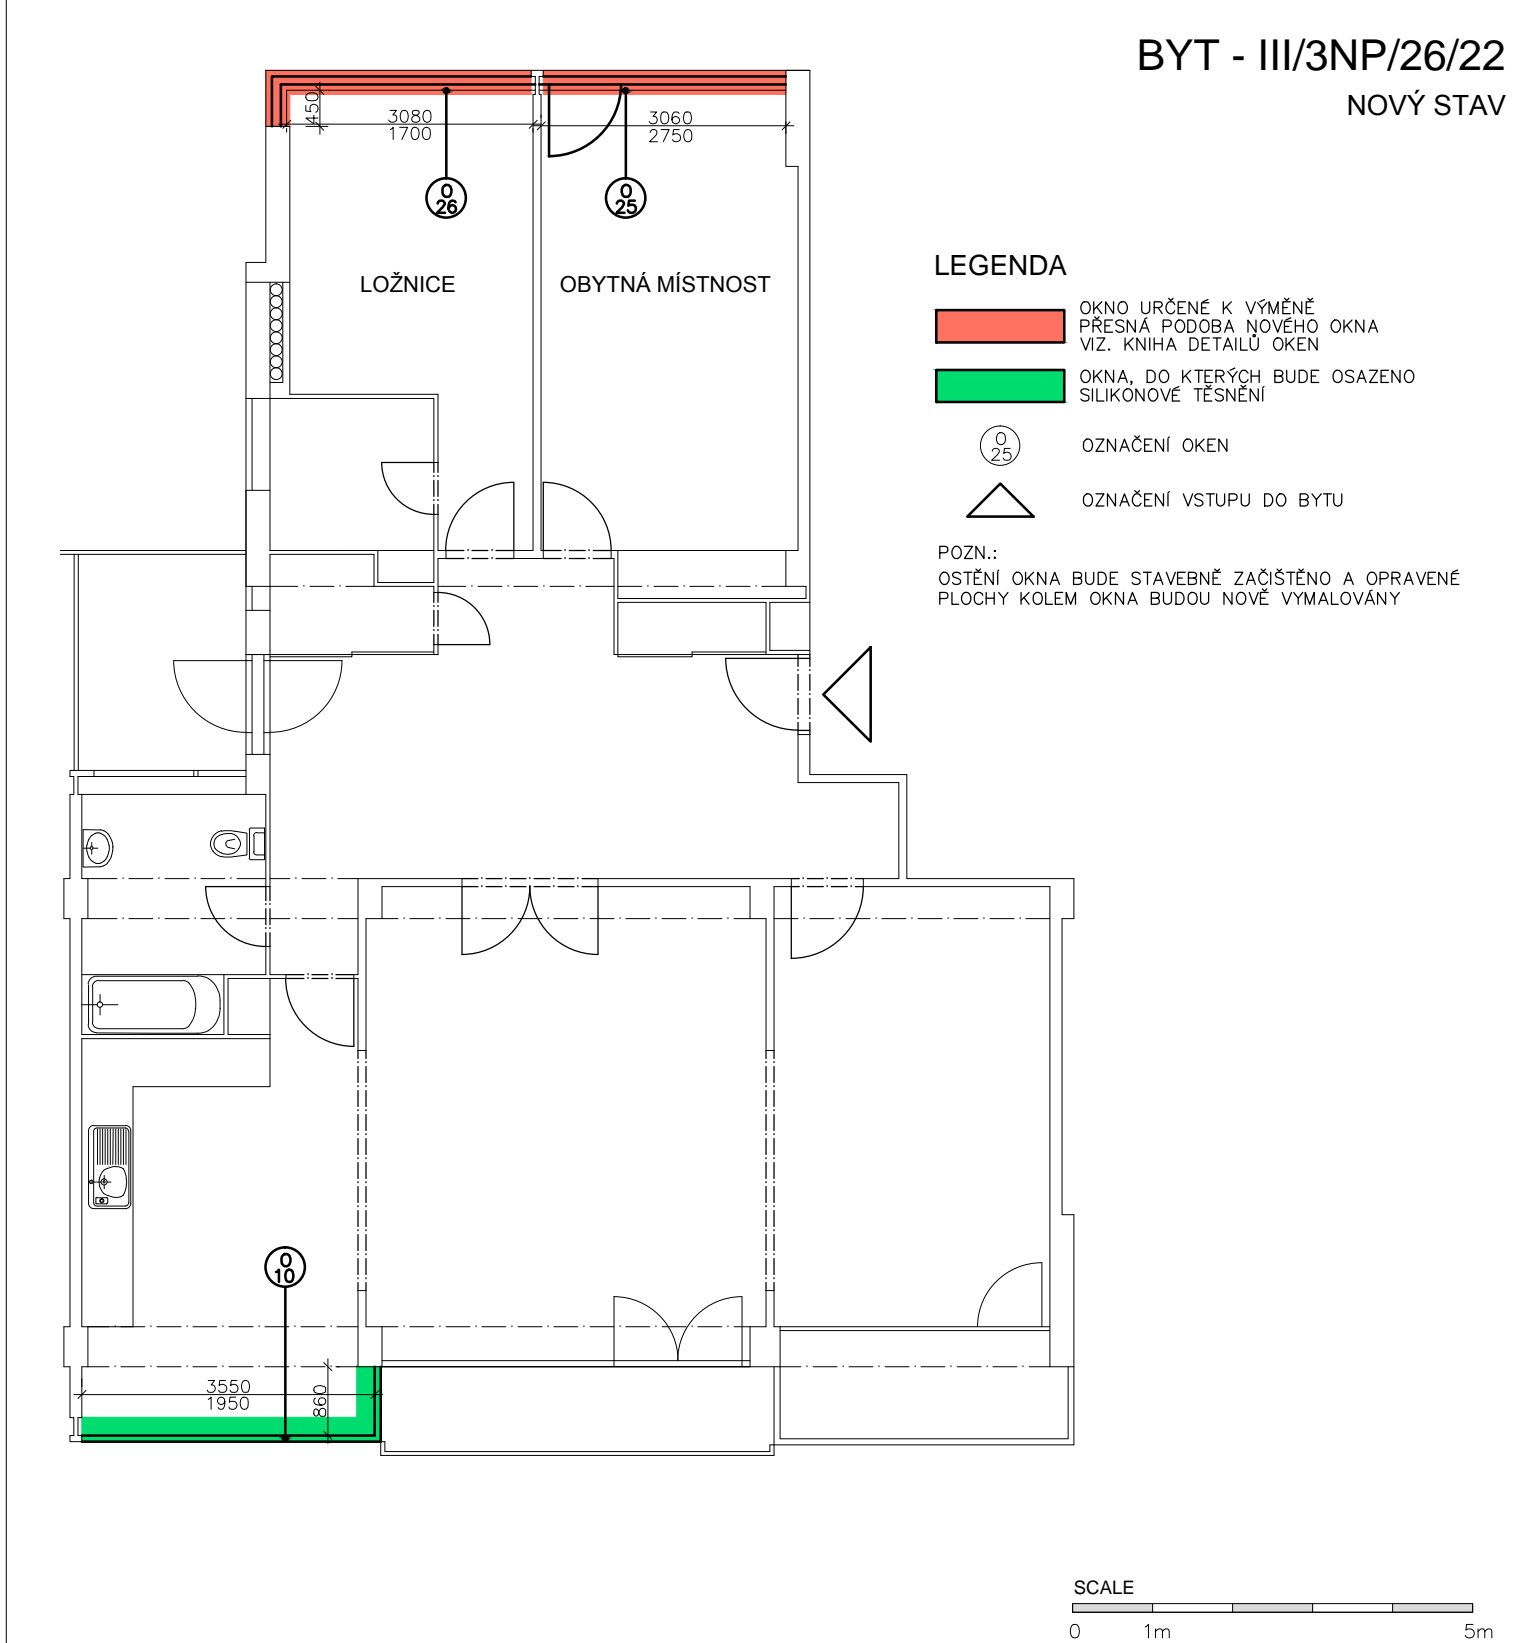 BYT - III/3NP/26/22
NOVÝ STAV
450
3080
1700
3060
2750
O
26
O
25
LOŽNICE
OBYTNÁ MÍSTNOST
LEGENDA
OKNO URČENÉ K VÝMĚNĚ
PŘESNÁ PODOBA NOVÉHO OKNA
VIZ. KNIHA DETAILŮ OKEN
OKNA, DO KTERÝCH BUDE OSAZENO
SILIKONOVÉ TĚSNĚNÍ
O
25
OZNAČENÍ OKEN
OZNAČENÍ VSTUPU DO BYTU
POZN.:
OSTĚNÍ OKNA BUDE STAVEBNĚ ZAČIŠTĚNO A OPRAVENÉ
PLOCHY KOLEM OKNA BUDOU NOVĚ VYMALOVÁNY
O
10
3550
1950
860
SCALE
0 1m 5m